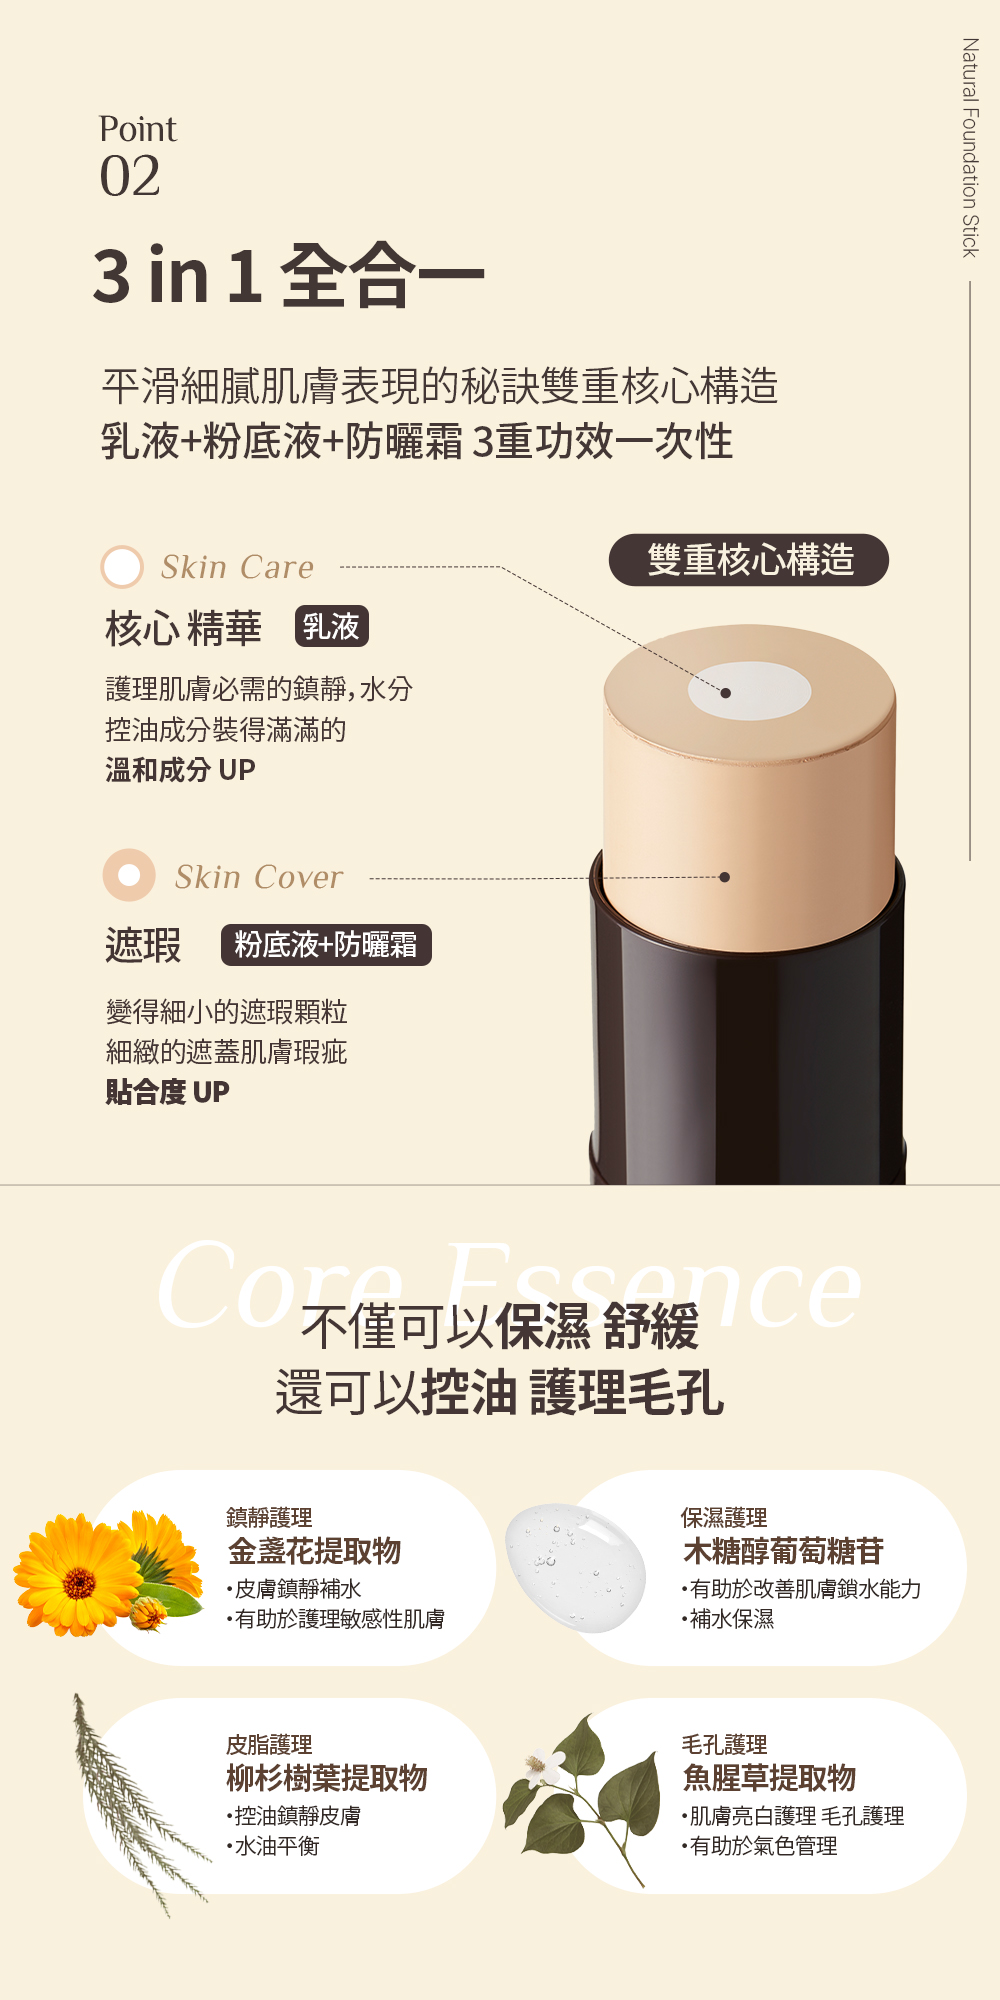 Natural Foundation Stick
Point
02
3 in 1 全合一
平滑細膩肌膚表現的秘訣雙重核心構造
乳液+粉底液+防曬霜 3重功效一次性
雙重核心構造
Skin Care
核心 精華 乳液
護理肌膚必需的鎮靜, 水分
控油成分裝得滿滿的
溫和成分 UP
Skin Cover
遮瑕 粉底液+防曬霜
變得細小的遮瑕顆粒
細緻的遮蓋肌膚瑕疵
貼合度 UP
Core Essence
不僅可以保濕 舒緩
還可以控油 護理毛孔
鎮靜護理
金盞花提取物
·皮膚鎮靜補水
·有助於護理敏感性肌膚
保濕護理
木糖醇葡萄糖苷
·有助於改善肌膚鎖水能力
·補水保濕
皮脂護理
柳杉樹葉提取物
·控油鎮靜皮膚
·水油平衡
毛孔護理
魚腥草提取物
·肌膚亮白護理 毛孔護理
·有助於氣色管理